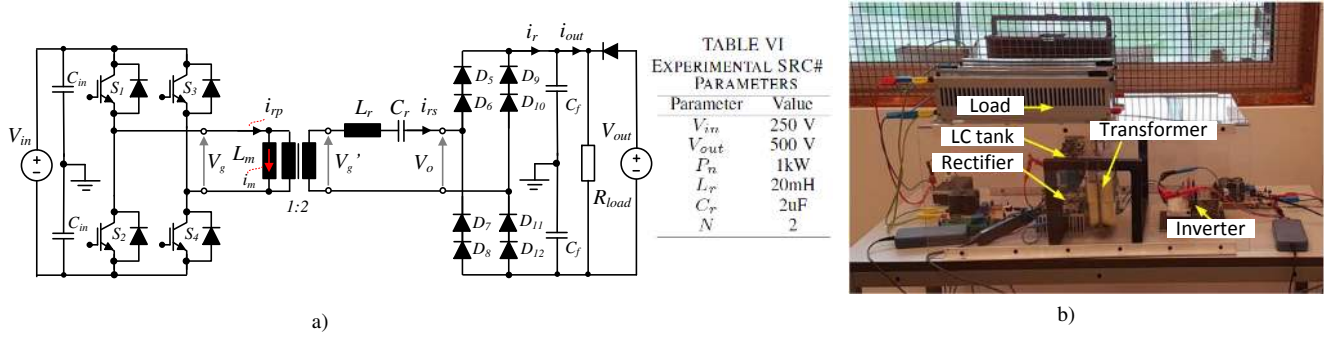 C_in
S_1
S_3
V_in
C_in
S_2
S_4
i_rp
L_m
i_m
V_g
1:2
V_g'
L_r
C_r
i_rs
V_o
D_5
D_6
D_7
D_8
D_9
D_10
D_11
D_12
i_r
i_out
C_f
C_f
R_load
V_out
a)
TABLE VI
EXPERIMENTAL SRC#
PARAMETERS
Parameter Value
V_in 250 V
V_out 500 V
P_n 1kW
L_r 20mH
C_r 2uF
N 2
Load
LC tank
Transformer
Rectifier
Inverter
b)